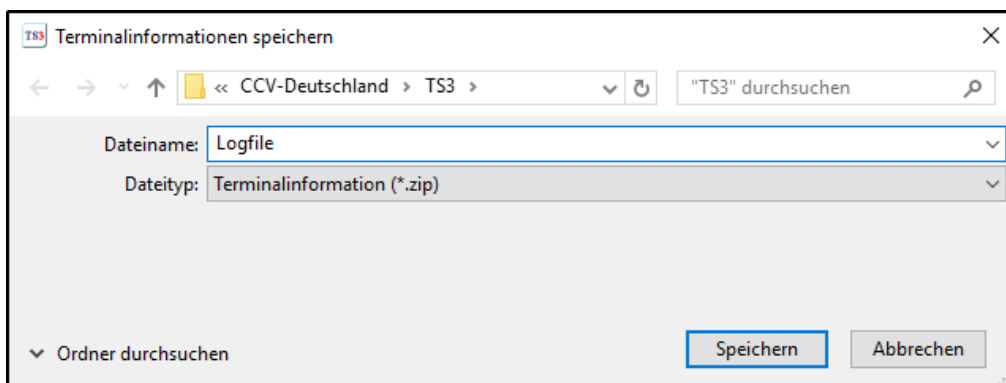 TS3 Terminalinformationen speichern
« CCV-Deutschland › TS3 › "TS3" durchsuchen
Dateiname: Logfile
Dateityp: Terminalinformation (*.zip)
Ordner durchsuchen Speichern Abbrechen